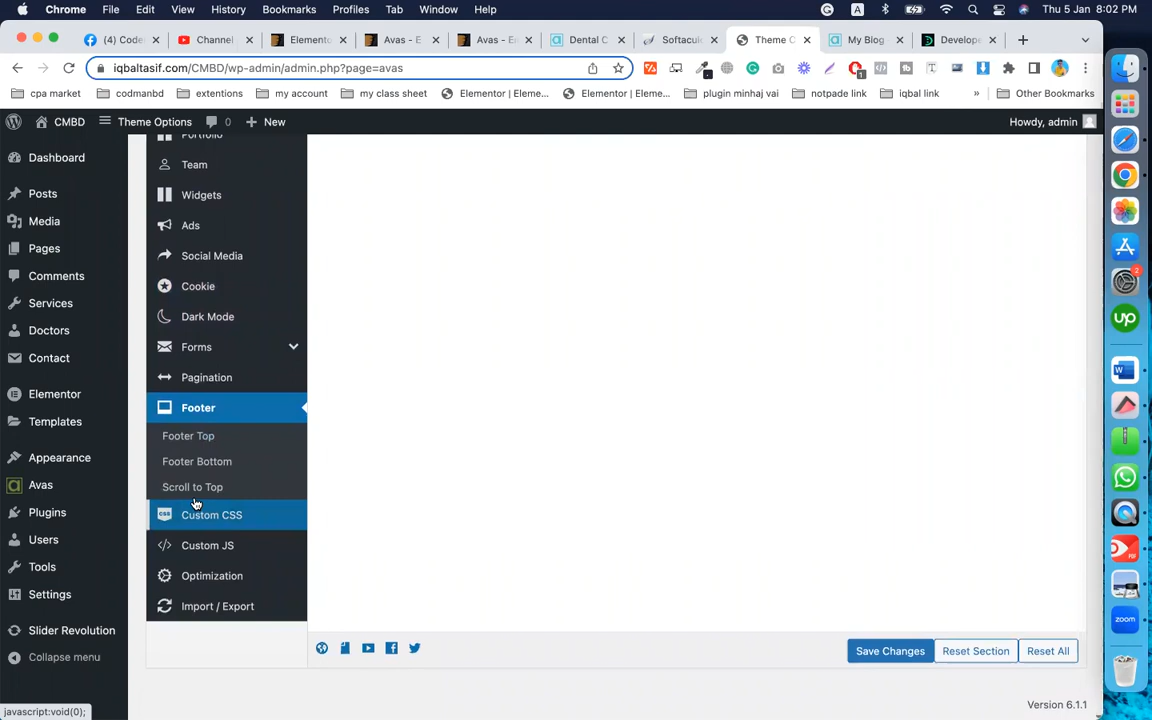 Chrome File Edit View History Bookmarks Profiles Tab Window Help A Thu 5 Jan 8:02 PM
(4) Code Channel Elemento Avas - E Avas - En Dental C Softacul Theme O My Blog Develope
iqbaltasif.com/CMBD/wp-admin/admin.php?page=avas
cpa market codmanbd extentions my account my class sheet Elementor | Eleme... Elementor | Eleme... plugin minhaj vai notpade link iqbal link » Other Bookmarks
CMBD Theme Options 0 New Howdy, admin
Dashboard
Posts
Media
Pages
Comments
Services
Doctors
Contact
Elementor
Templates
Appearance
Avas
Plugins
Users
Tools
Settings
Slider Revolution
Collapse menu
Portfolio
Team
Widgets
Ads
Social Media
Cookie
Dark Mode
Forms
Pagination
Footer
Footer Top
Footer Bottom
Scroll to Top
Custom CSS
Custom JS
Optimization
Import / Export
Save Changes Reset Section Reset All
Version 6.1.1
javascript:void(0);
up
zoom